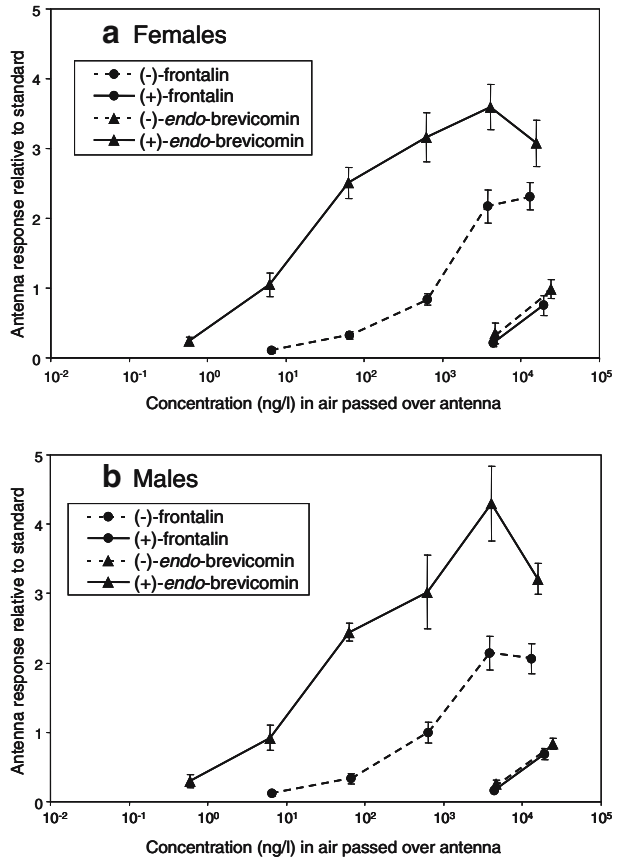 a Females
(-)-frontalin
(+)-frontalin
(-)-endo-brevicomin
(+)-endo-brevicomin
Antenna response relative to standard
5
4
3
2
1
0
10-2 10-1 100 101 102 103 104 105
Concentration (ng/l) in air passed over antenna
b Males
(-)-frontalin
(+)-frontalin
(-)-endo-brevicomin
(+)-endo-brevicomin
Antenna response relative to standard
5
4
3
2
1
0
10-2 10-1 100 101 102 103 104 105
Concentration (ng/l) in air passed over antenna